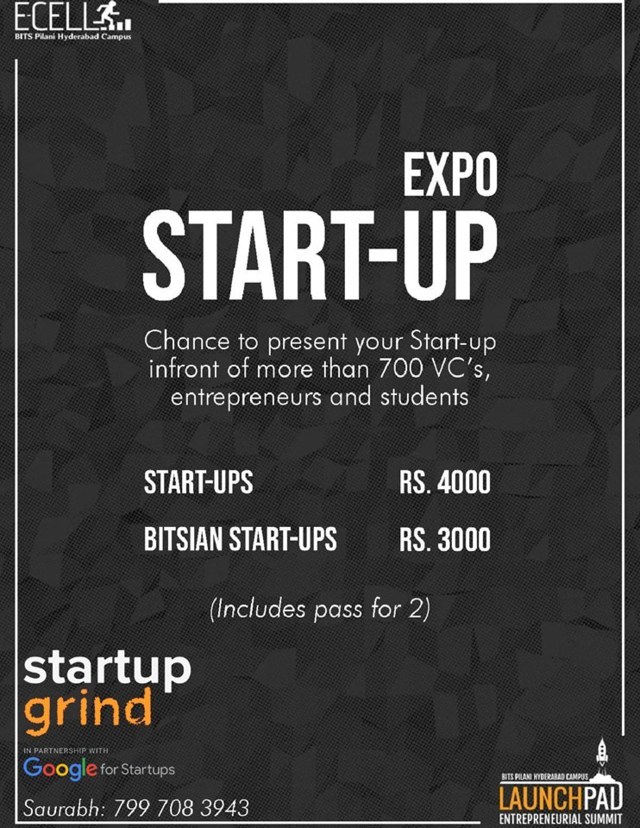 ECELL
BITS Pilani Hyderabad Campus
EXPO
START-UP
Chance to present your Start-up
infront of more than 700 VC's,
entrepreneurs and students
START-UPS RS. 4000
BITSIAN START-UPS RS. 3000
(Includes pass for 2)
startup
grind
IN PARTNERSHIP WITH
Google for Startups
Saurabh: 799 708 3943
BITS PILANI HYDERABAD CAMPUS
LAUNCHPAD
ENTREPRENEURIAL SUMMIT